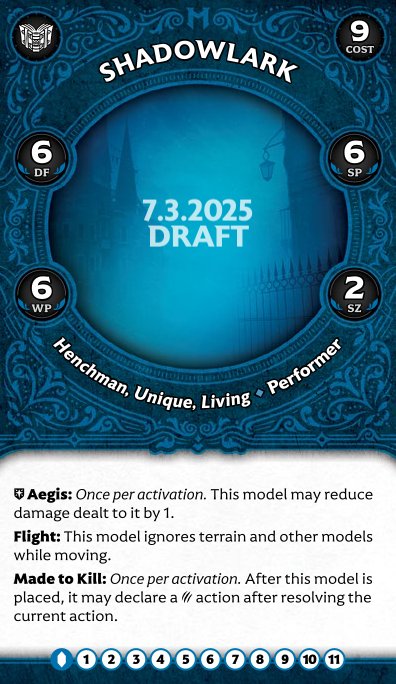 SHADOWLARK
9
COST
6
DF
6
SP
7.3.2025
DRAFT
6
WP
2
SZ
Henchman, Unique, Living ◆ Performer
Aegis: Once per activation. This model may reduce
damage dealt to it by 1.
Flight: This model ignores terrain and other models
while moving.
Made to Kill: Once per activation. After this model is
placed, it may declare a action after resolving the
current action.
1 2 3 4 5 6 7 8 9 10 11